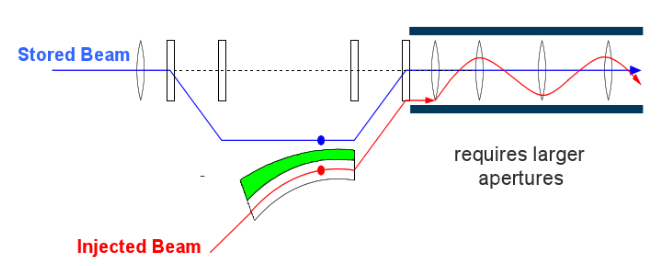 Stored Beam
requires larger
apertures
Injected Beam